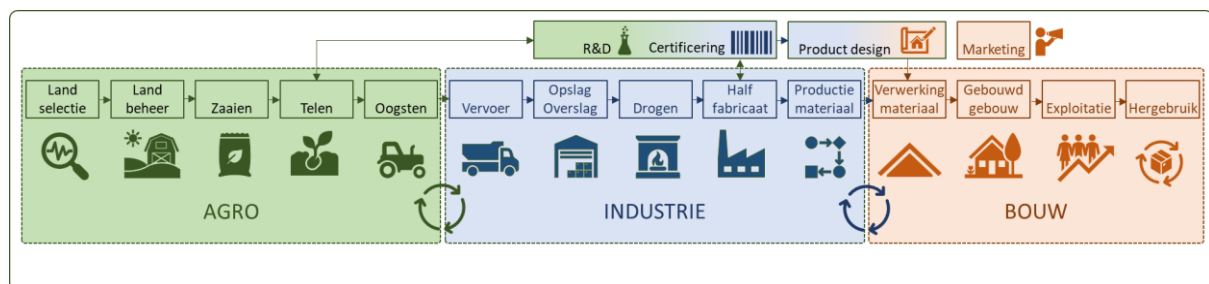 R&D
Certificering
Product design
Marketing
Land
selectie
Land
beheer
Zaaien
Telen
Oogsten
Vervoer
Opslag
Overslag
Drogen
Half
fabricaat
Productie
materiaal
Verwerking
materiaal
Gebouwd
gebouw
Exploitatie
Hergebruik
AGRO
INDUSTRIE
BOUW